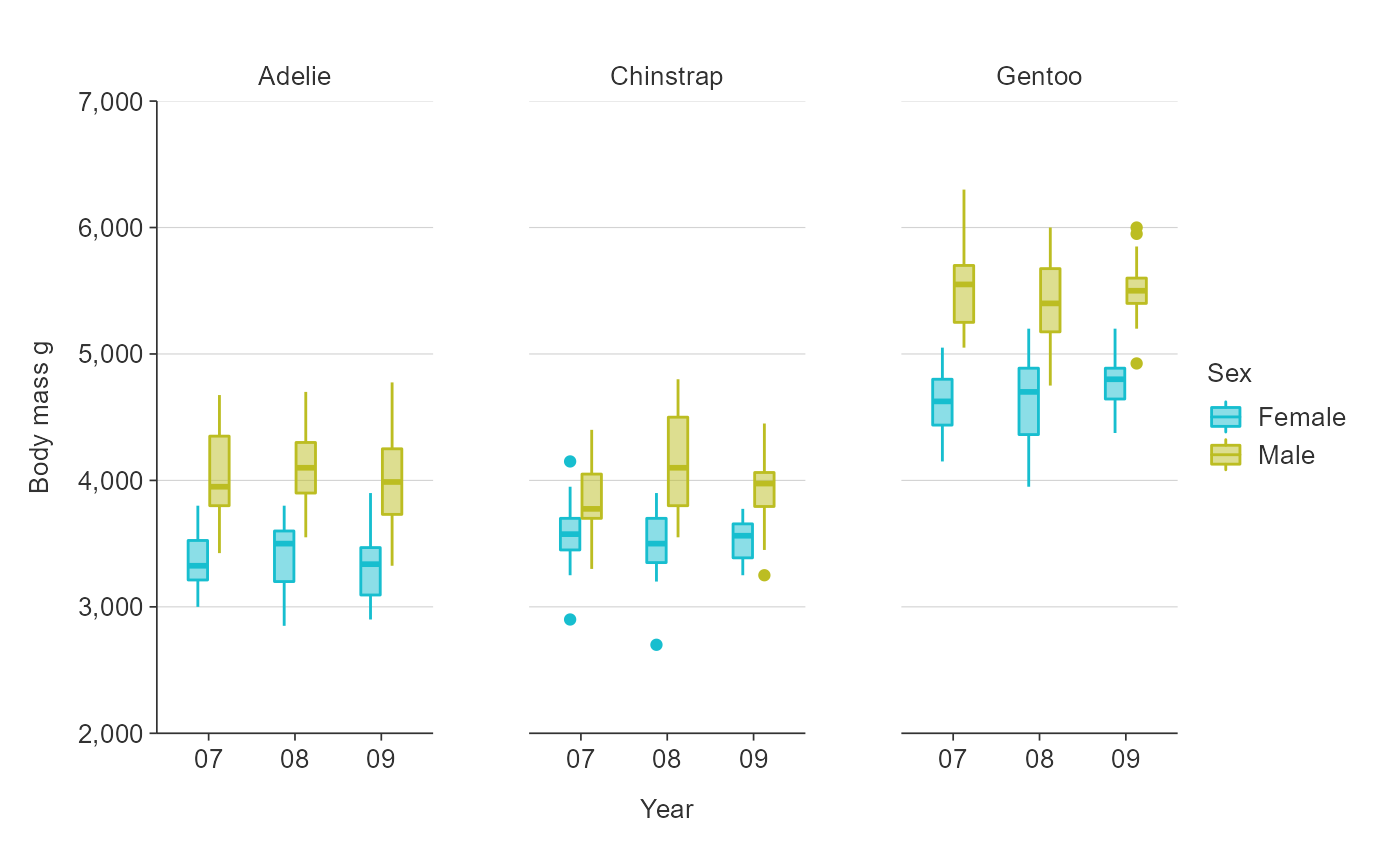 Adelie Chinstrap Gentoo
7,000
6,000
5,000
4,000
3,000
2,000
Body mass g
07 08 09 07 08 09 07 08 09
Year
Sex
Female
Male